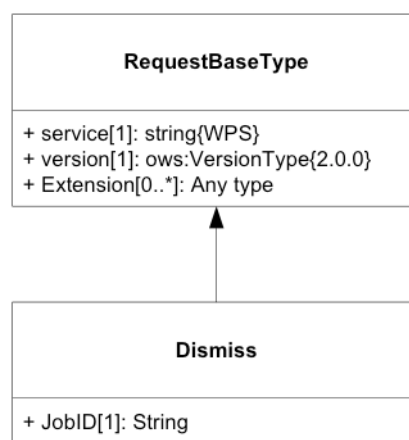 RequestBaseType
+ service[1]: string{WPS}
+ version[1]: ows:VersionType{2.0.0}
+ Extension[0..*]: Any type
Dismiss
+ JobID[1]: String